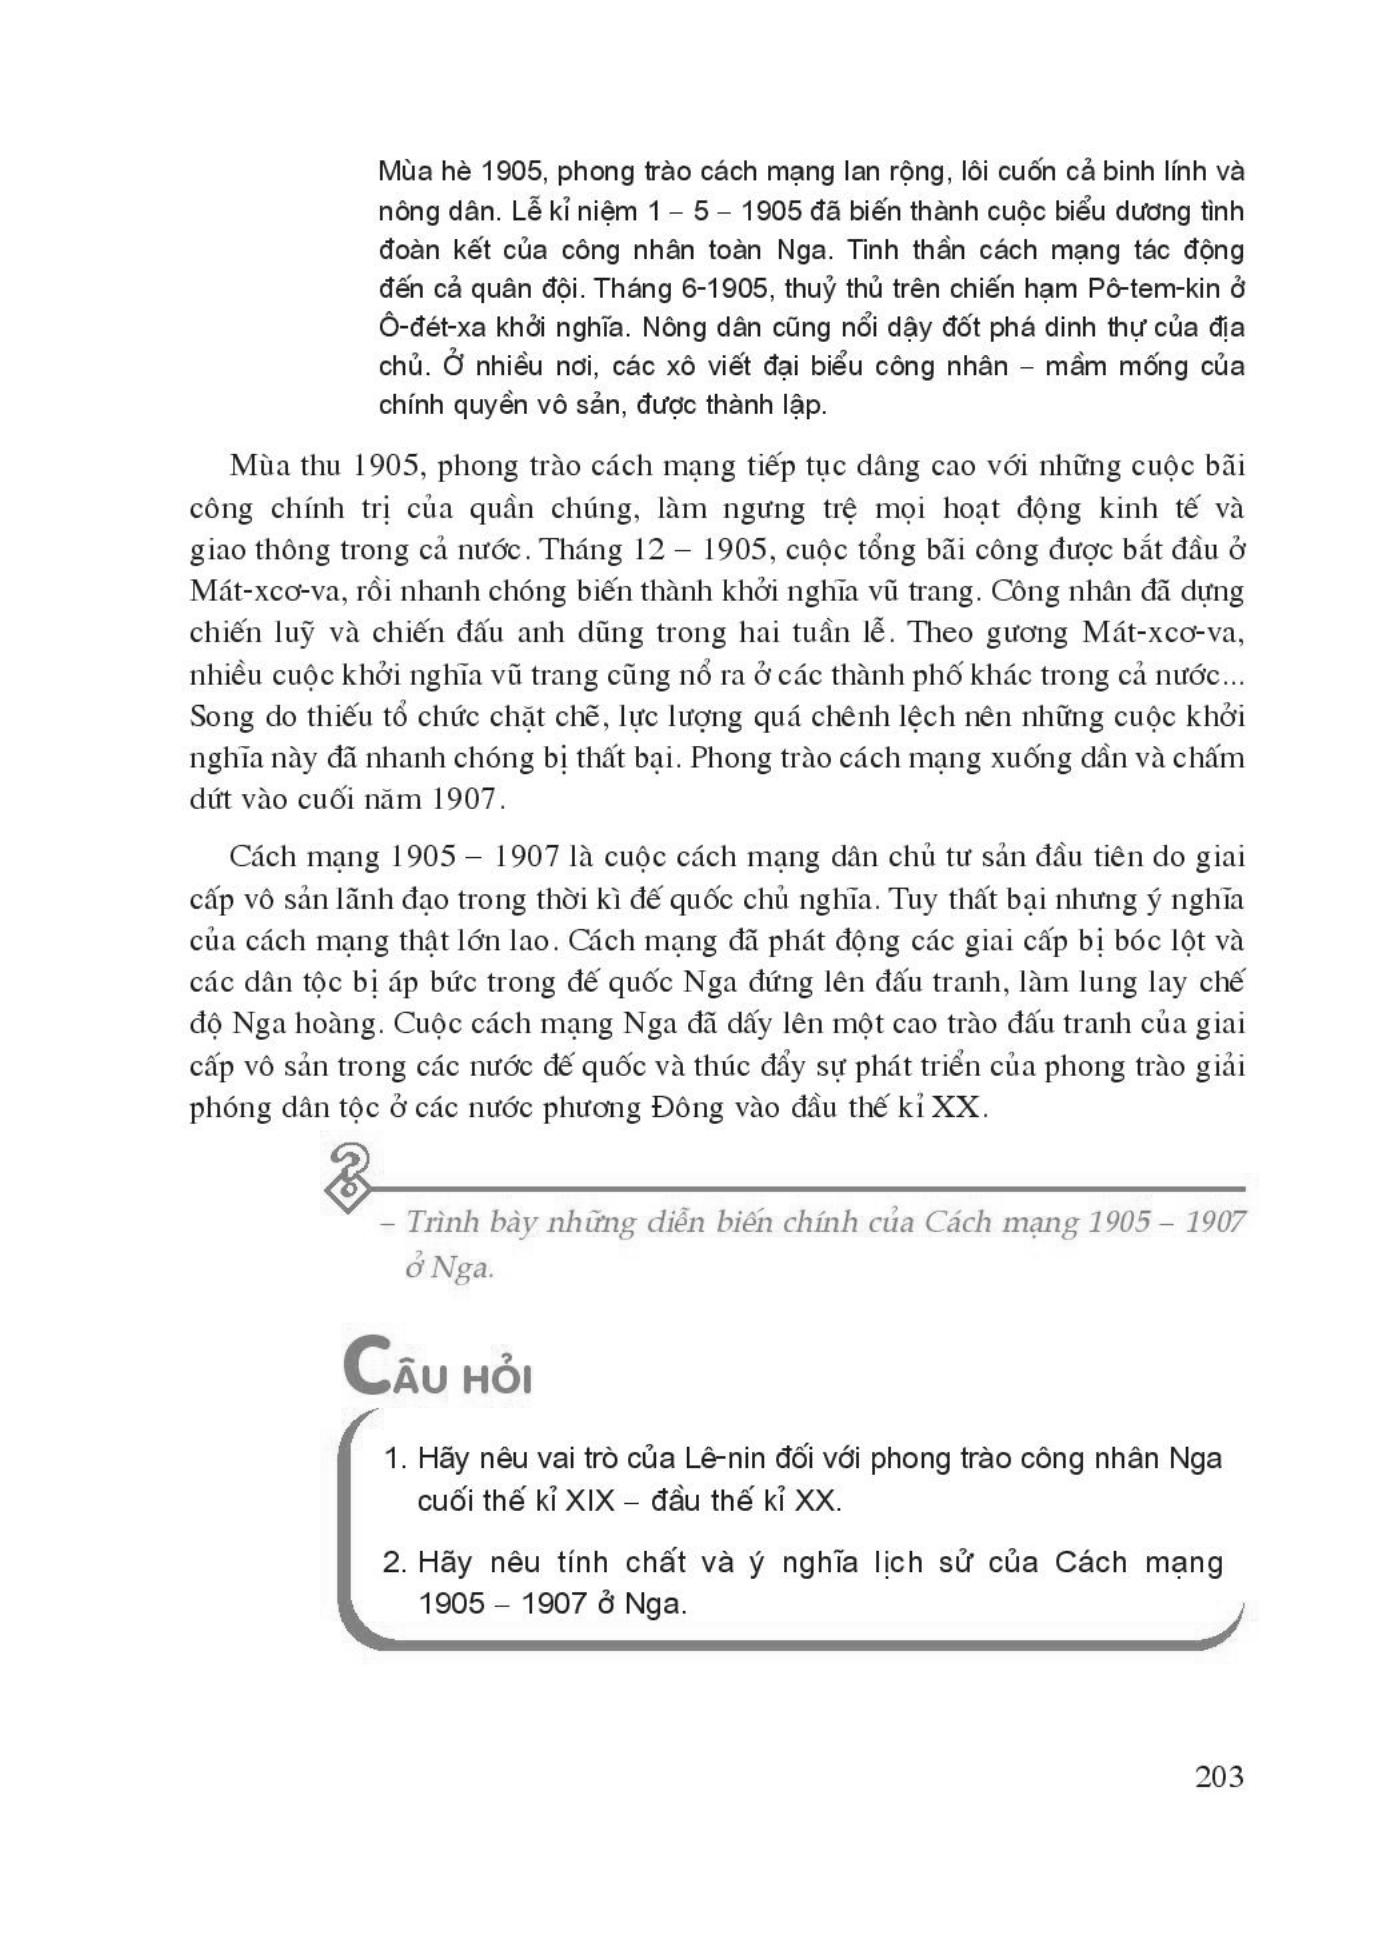 Mùa hè 1905, phong trào cách mạng lan rộng, lôi cuốn cả binh lính và
nông dân. Lễ kỉ niệm 1 – 5 – 1905 đã biến thành cuộc biểu dương tình
đoàn kết của công nhân toàn Nga. Tinh thần cách mạng tác động
đến cả quân đội. Tháng 6-1905, thuỷ thủ trên chiến hạm Pô-tem-kin ở
Ô-đét-xa khởi nghĩa. Nông dân cũng nổi dậy đốt phá dinh thự của địa
chủ. Ở nhiều nơi, các xô viết đại biểu công nhân – mầm mống của
chính quyền vô sản, được thành lập.
Mùa thu 1905, phong trào cách mạng tiếp tục dâng cao với những cuộc bãi
công chính trị của quần chúng, làm ngưng trệ mọi hoạt động kinh tế và
giao thông trong cả nước. Tháng 12 – 1905, cuộc tổng bãi công được bắt đầu ở
Mát-xcơ-va, rồi nhanh chóng biến thành khởi nghĩa vũ trang. Công nhân đã dựng
chiến luỹ và chiến đấu anh dũng trong hai tuần lễ. Theo gương Mát-xcơ-va,
nhiều cuộc khởi nghĩa vũ trang cũng nổ ra ở các thành phố khác trong cả nước...
Song do thiếu tổ chức chặt chẽ, lực lượng quá chênh lệch nên những cuộc khởi
nghĩa này đã nhanh chóng bị thất bại. Phong trào cách mạng xuống dần và chấm
dứt vào cuối năm 1907.
Cách mạng 1905 – 1907 là cuộc cách mạng dân chủ tư sản đầu tiên do giai
cấp vô sản lãnh đạo trong thời kì đế quốc chủ nghĩa. Tuy thất bại nhưng ý nghĩa
của cách mạng thật lớn lao. Cách mạng đã phát động các giai cấp bị bóc lột và
các dân tộc bị áp bức trong đế quốc Nga đứng lên đấu tranh, làm lung lay chế
độ Nga hoàng. Cuộc cách mạng Nga đã dấy lên một cao trào đấu tranh của giai
cấp vô sản trong các nước đế quốc và thúc đẩy sự phát triển của phong trào giải
phóng dân tộc ở các nước phương Đông vào đầu thế kỉ XX.
?
– Trình bày những diễn biến chính của Cách mạng 1905 – 1907
ở Nga.
CÂU HỎI
1. Hãy nêu vai trò của Lê-nin đối với phong trào công nhân Nga
cuối thế kỉ XIX – đầu thế kỉ XX.
2. Hãy nêu tính chất và ý nghĩa lịch sử của Cách mạng
1905 – 1907 ở Nga.
203